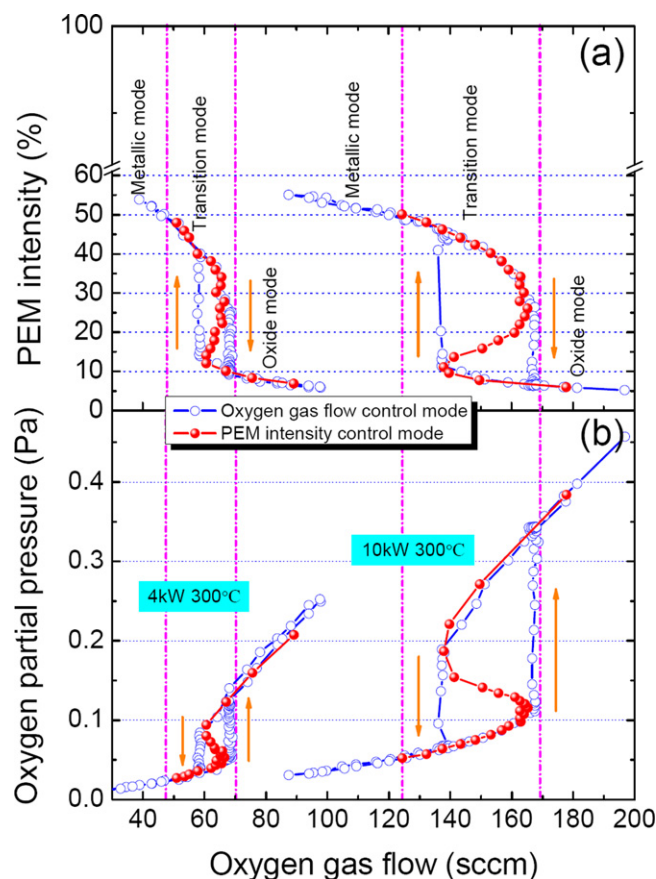 100
(a)
Metallic mode
Transition mode
Metallic mode
Transition mode
60
50
40
30
20
10
0
Oxide mode
Oxide mode
PEM intensity (%)
Oxygen gas flow control mode
PEM intensity control mode
(b)
0.4
0.3
0.2
0.1
0.0
10kW 300℃
4kW 300℃
Oxygen partial pressure (Pa)
40 60 80 100 120 140 160 180 200
Oxygen gas flow (sccm)